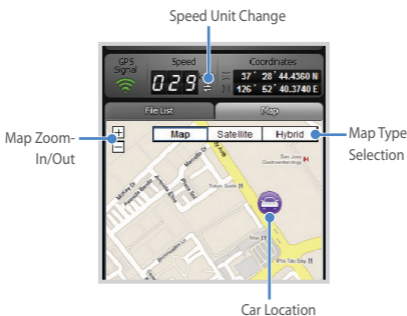 Speed Unit Change
GPS Signal
Speed
Coordinates
029
37° 28' 44.4360 N
126° 52' 40.3740 E
File List
Map
Map Zoom-
In/Out
Map
Satellite
Hybrid
Map Type
Selection
Car Location